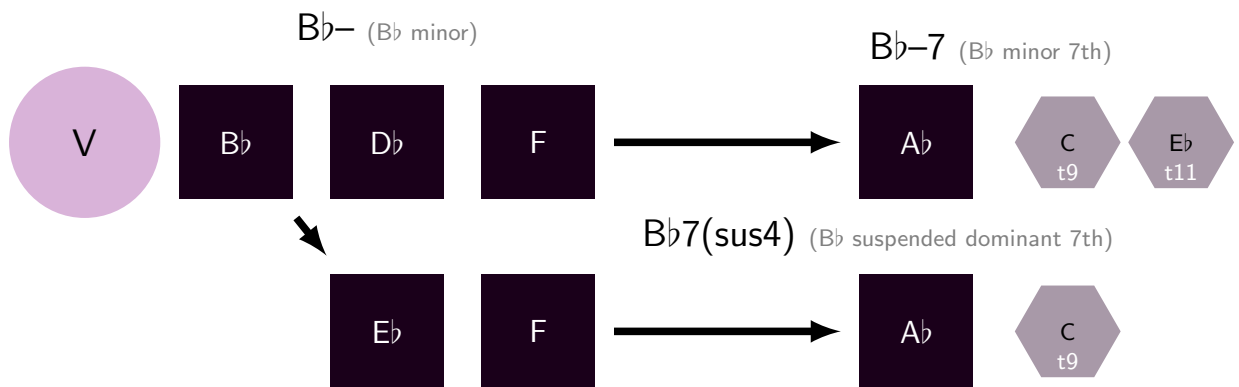 B♭– (B♭ minor)
B♭–7 (B♭ minor 7th)
V B♭ D♭ F A♭ C E♭
t9 t11
B♭7(sus4) (B♭ suspended dominant 7th)
E♭ F A♭ C
t9